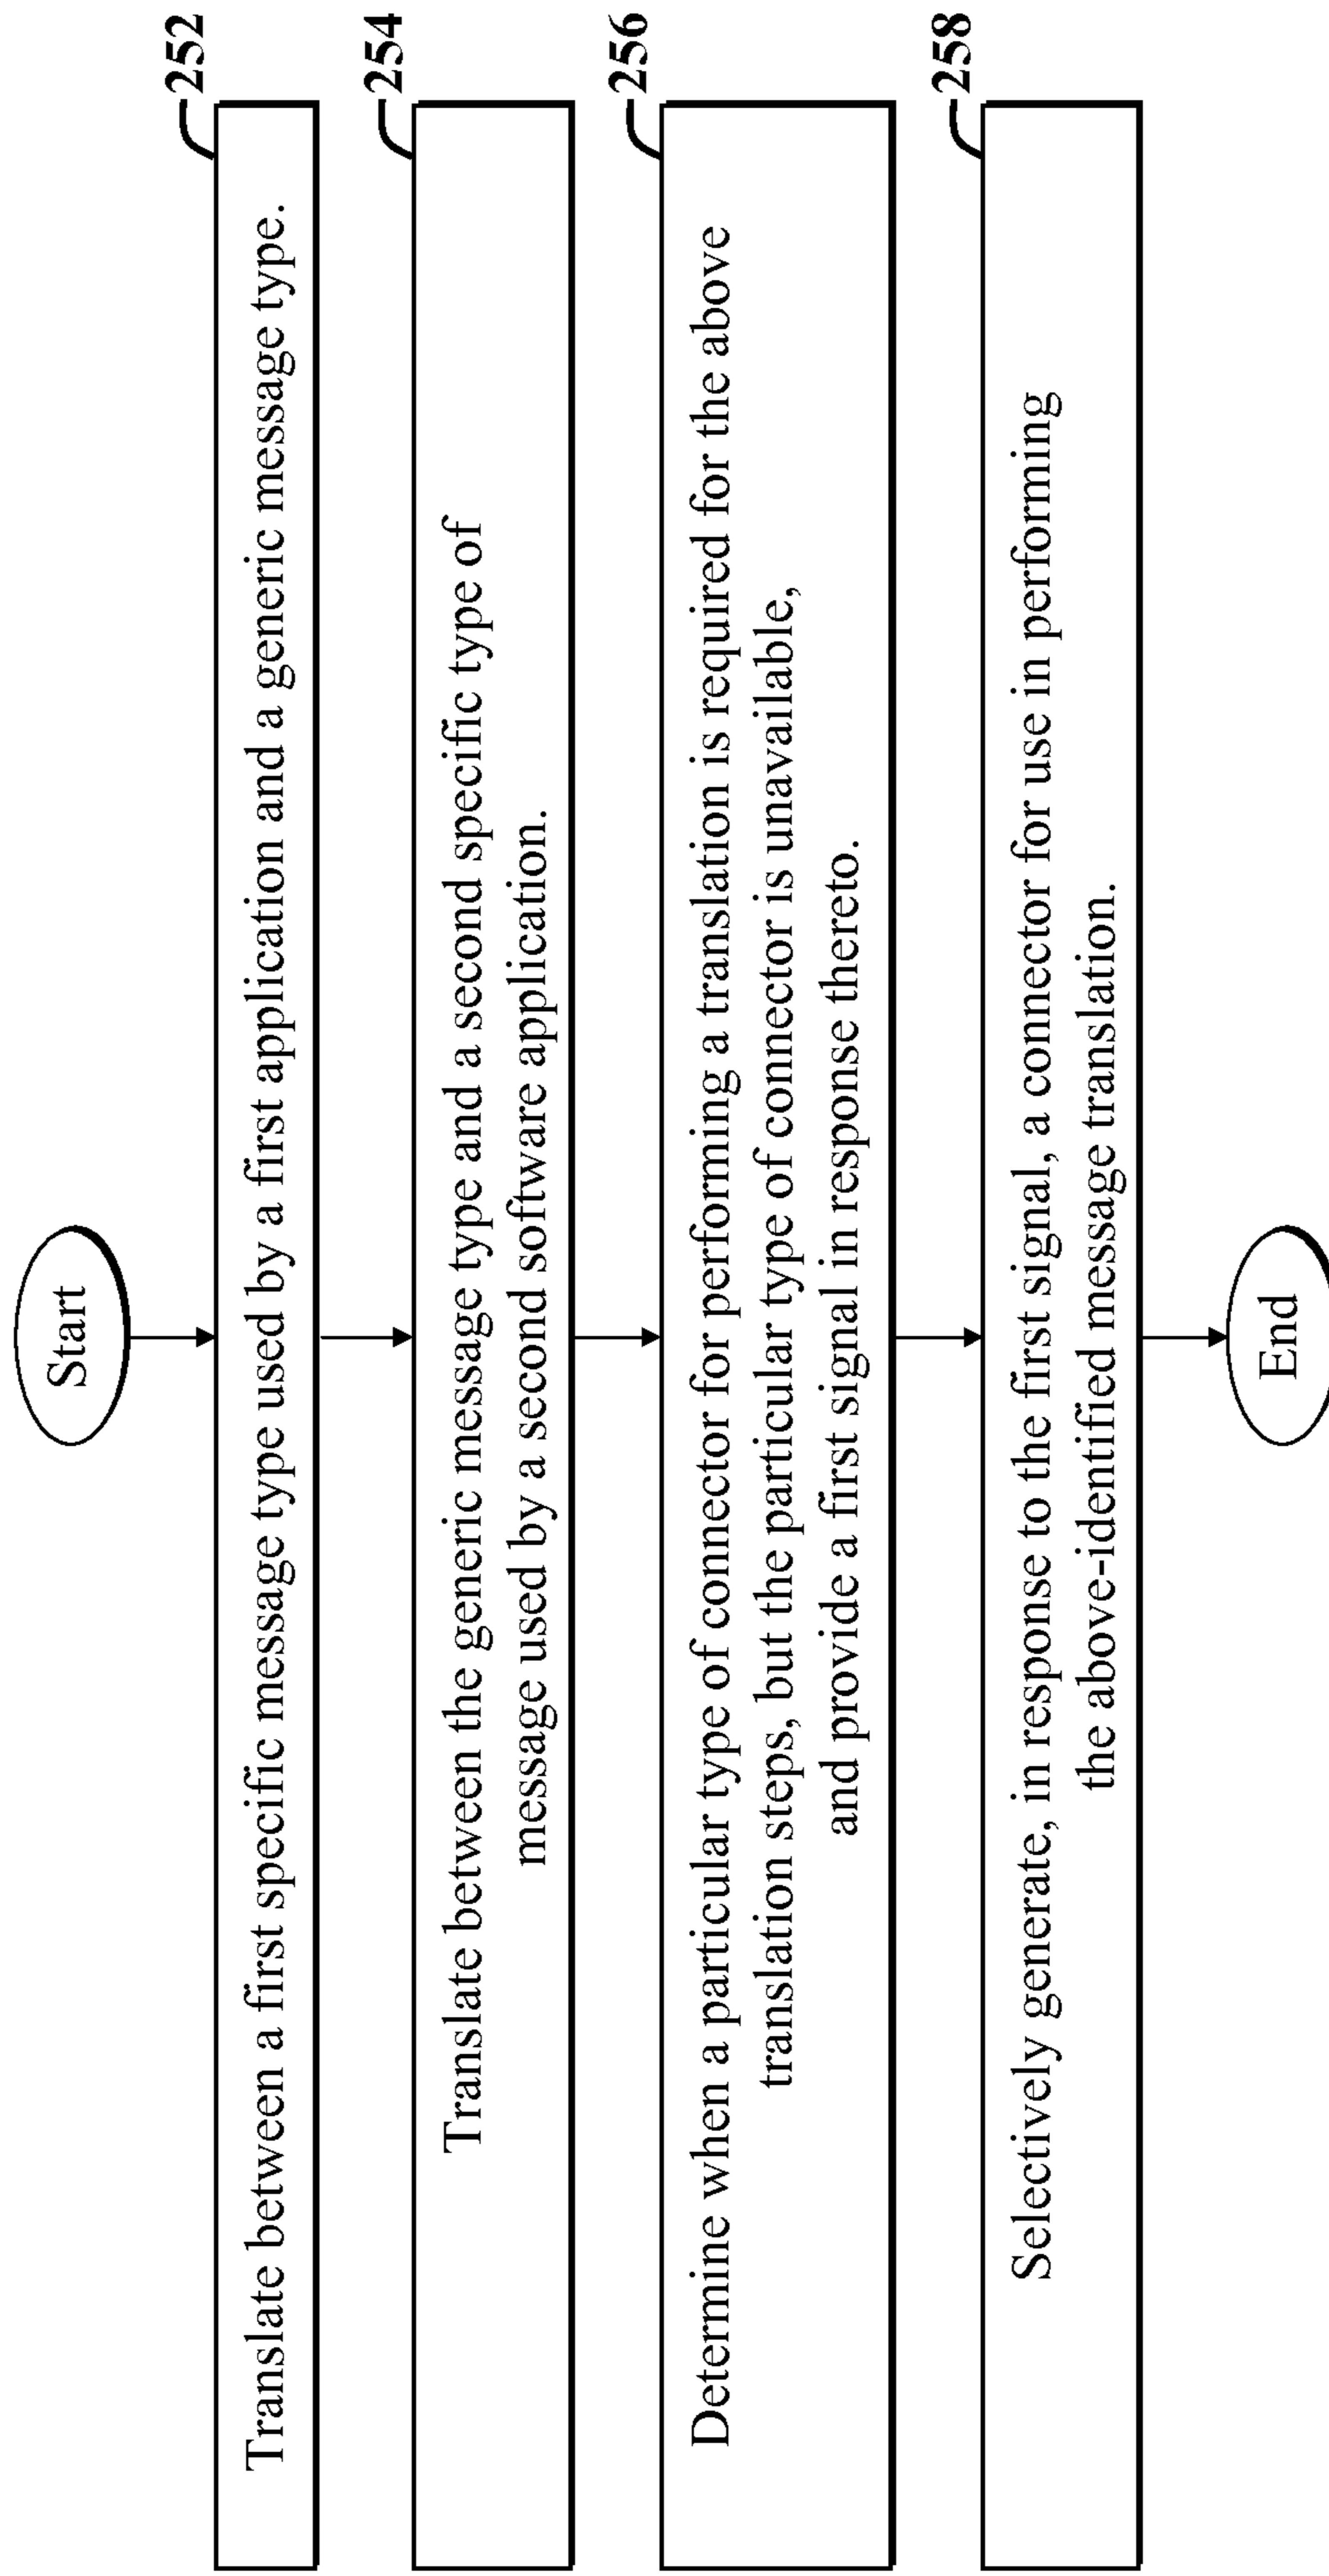 Start
252
Translate between a first specific message type used by a first application and a generic message type.
254
Translate between the generic message type and a second specific type of
message used by a second software application.
256
Determine when a particular type of connector for performing a translation is required for the above
translation steps, but the particular type of connector is unavailable,
and provide a first signal in response thereto.
258
Selectively generate, in response to the first signal, a connector for use in performing
the above-identified message translation.
End